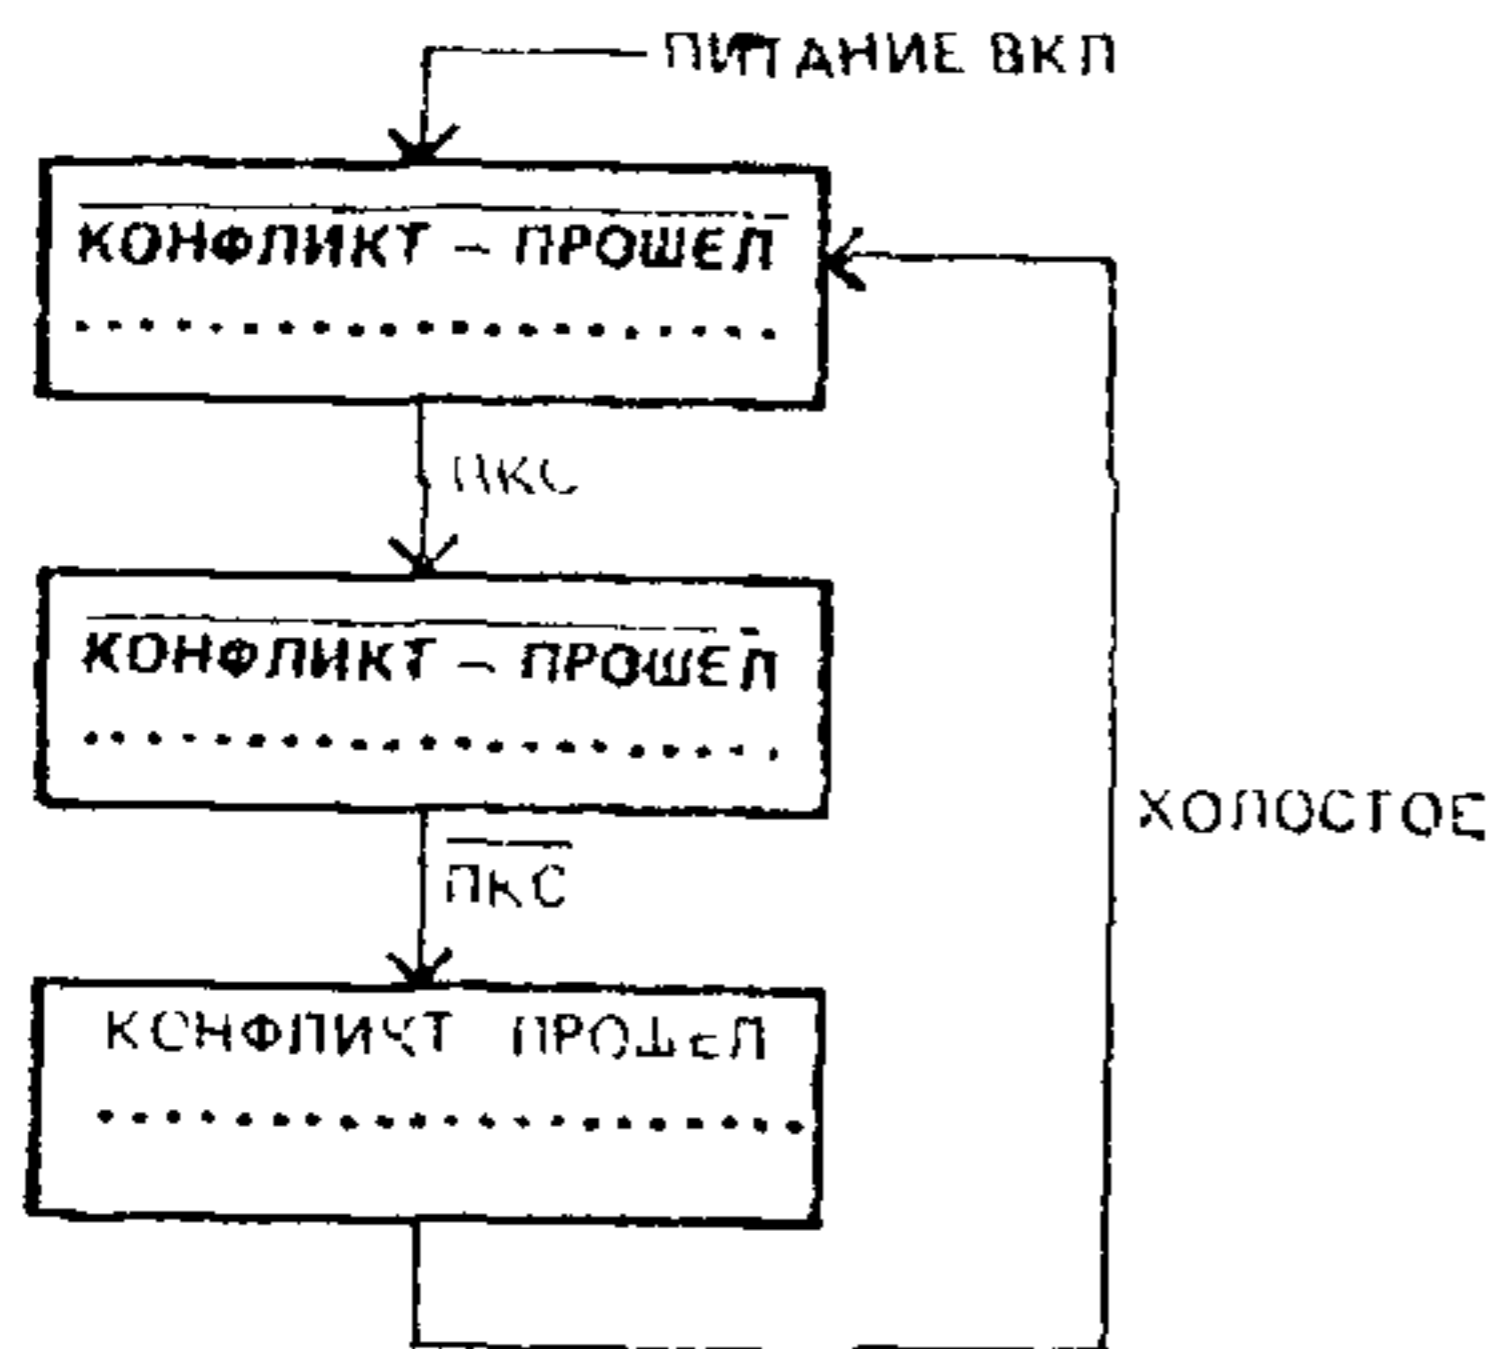 ПИТАНИЕ ВКЛ
КОНФЛИКТ – ПРОШЕЛ
ПКС
КОНФЛИКТ – ПРОШЕЛ
ХОЛОСТОЕ
ПКС
КОНФЛИКТ ПРОШЕЛ